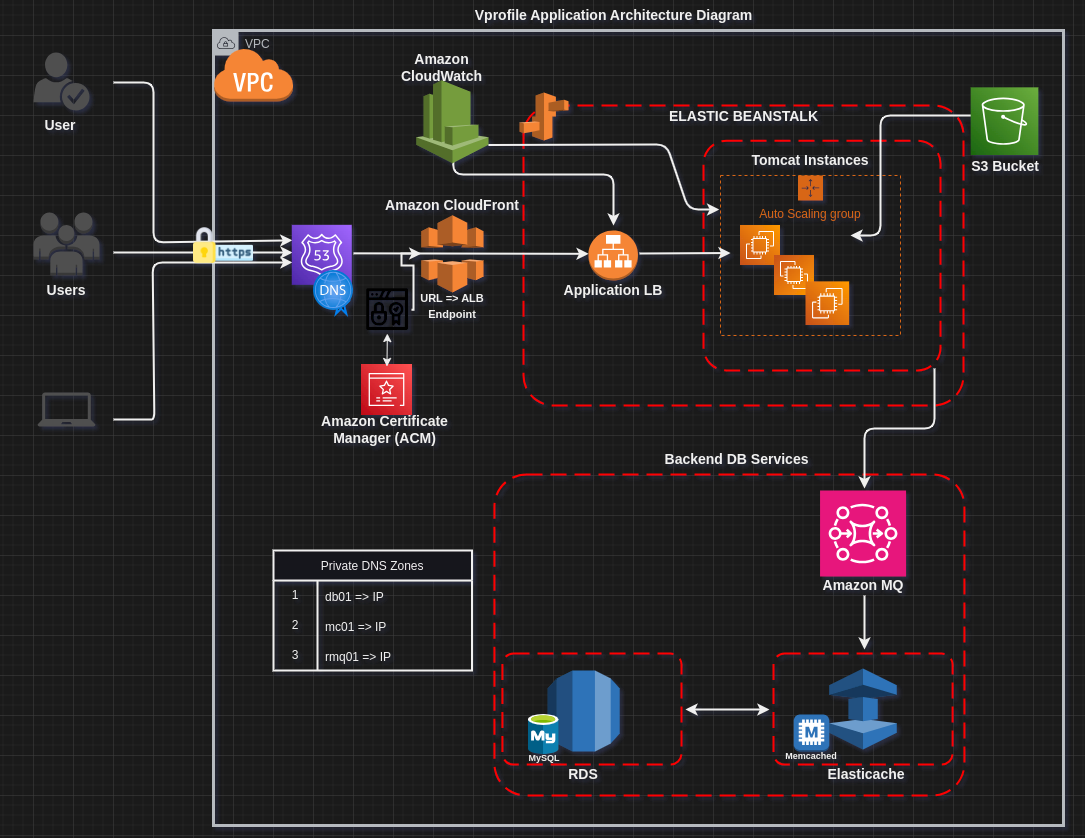 Vprofile Application Architecture Diagram
VPC
VPC
User
Users
https
53
DNS
Amazon
CloudWatch
Amazon CloudFront
URL => ALB
Endpoint
Amazon Certificate
Manager (ACM)
ELASTIC BEANSTALK
Application LB
Tomcat Instances
Auto Scaling group
S3 Bucket
Backend DB Services
Amazon MQ
Private DNS Zones
1 db01 => IP
2 mc01 => IP
3 rmq01 => IP
My
MySQL
RDS
M
Memcached
Elasticache